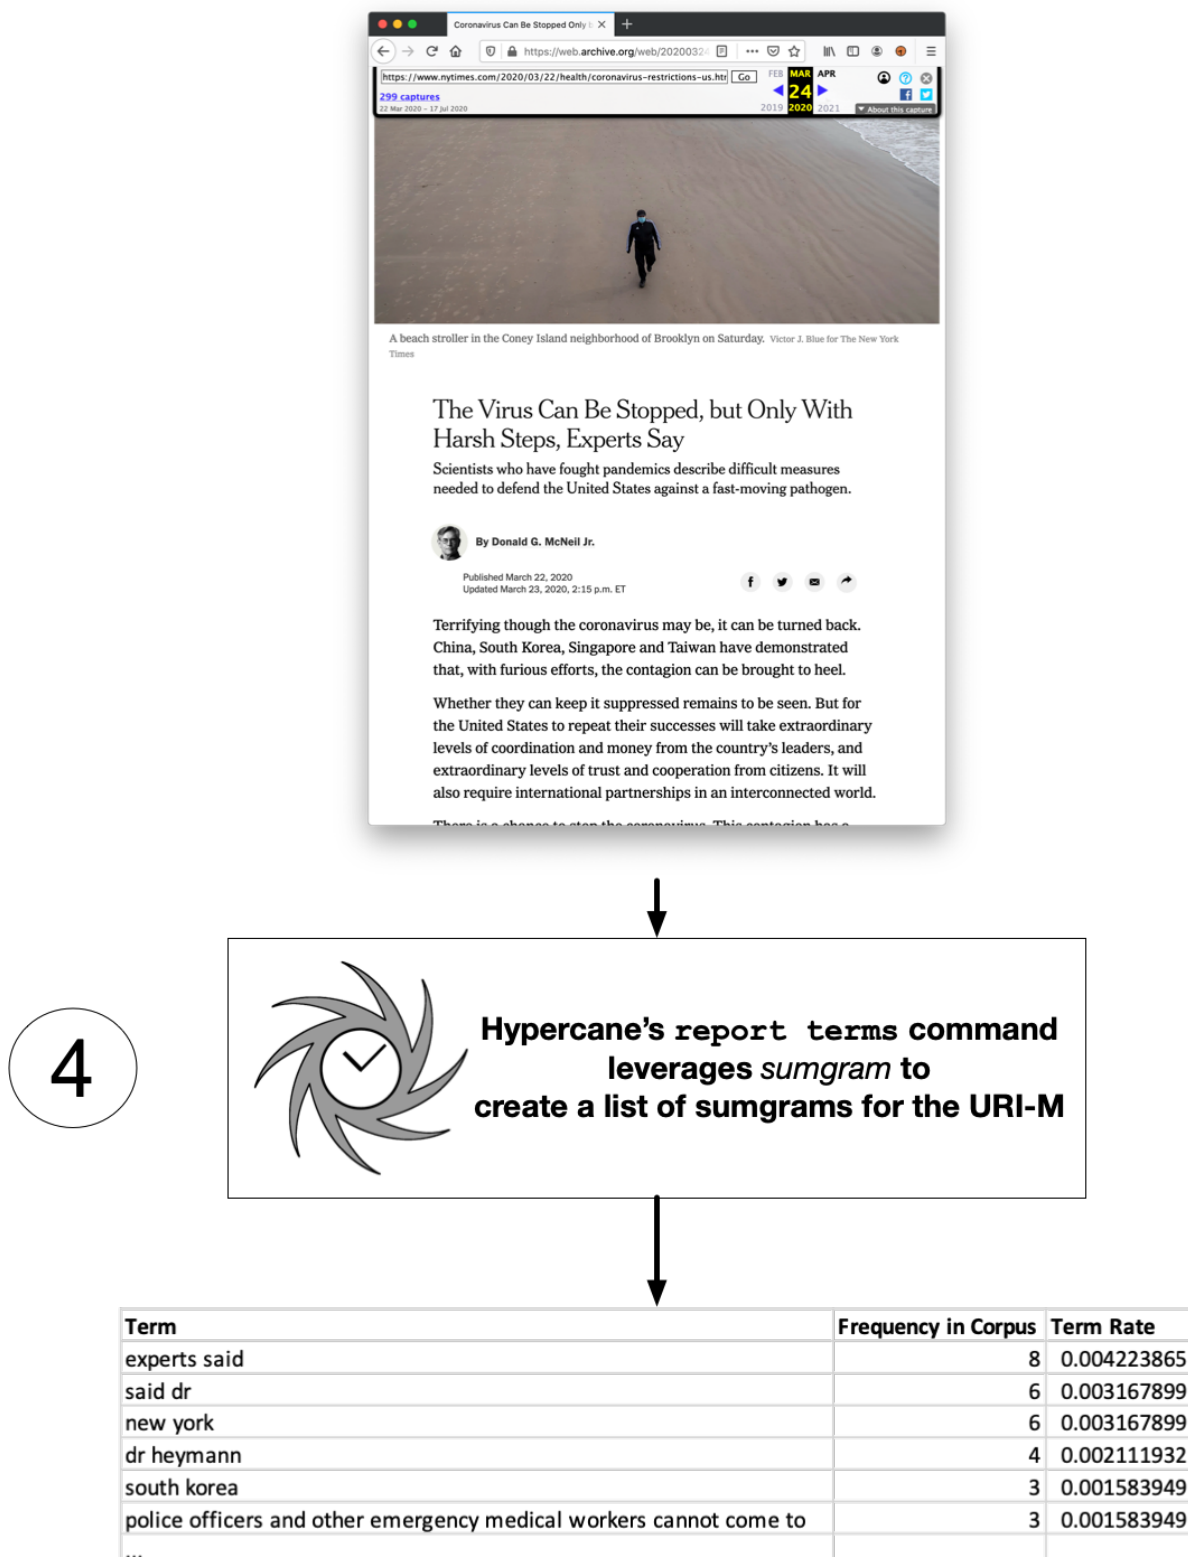 Coronavirus Can Be Stopped Only
https://web.archive.org/web/20200324
https://www.nytimes.com/2020/03/22/health/coronavirus-restrictions-us.htm Go FEB MAR APR
299 captures 24
22 Mar 2020 – 17 Jul 2020 2019 2020 2021 About this capture
A beach stroller in the Coney Island neighborhood of Brooklyn on Saturday. Victor J. Blue for The New York
Times
The Virus Can Be Stopped, but Only With
Harsh Steps, Experts Say
Scientists who have fought pandemics describe difficult measures
needed to defend the United States against a fast-moving pathogen.
By Donald G. McNeil Jr.
Published March 22, 2020
Updated March 23, 2020, 2:15 p.m. ET
Terrifying though the coronavirus may be, it can be turned back.
China, South Korea, Singapore and Taiwan have demonstrated
that, with furious efforts, the contagion can be brought to heel.
Whether they can keep it suppressed remains to be seen. But for
the United States to repeat their successes will take extraordinary
levels of coordination and money from the country's leaders, and
extraordinary levels of trust and cooperation from citizens. It will
also require international partnerships in an interconnected world.
There is a chance to stop the coronavirus. This contagion has a
4
Hypercane's report terms command
leverages sumgram to
create a list of sumgrams for the URI-M
Term Frequency in Corpus Term Rate
experts said 8 0.004223865
said dr 6 0.003167899
new york 6 0.003167899
dr heymann 4 0.002111932
south korea 3 0.001583949
police officers and other emergency medical workers cannot come to 3 0.001583949
...